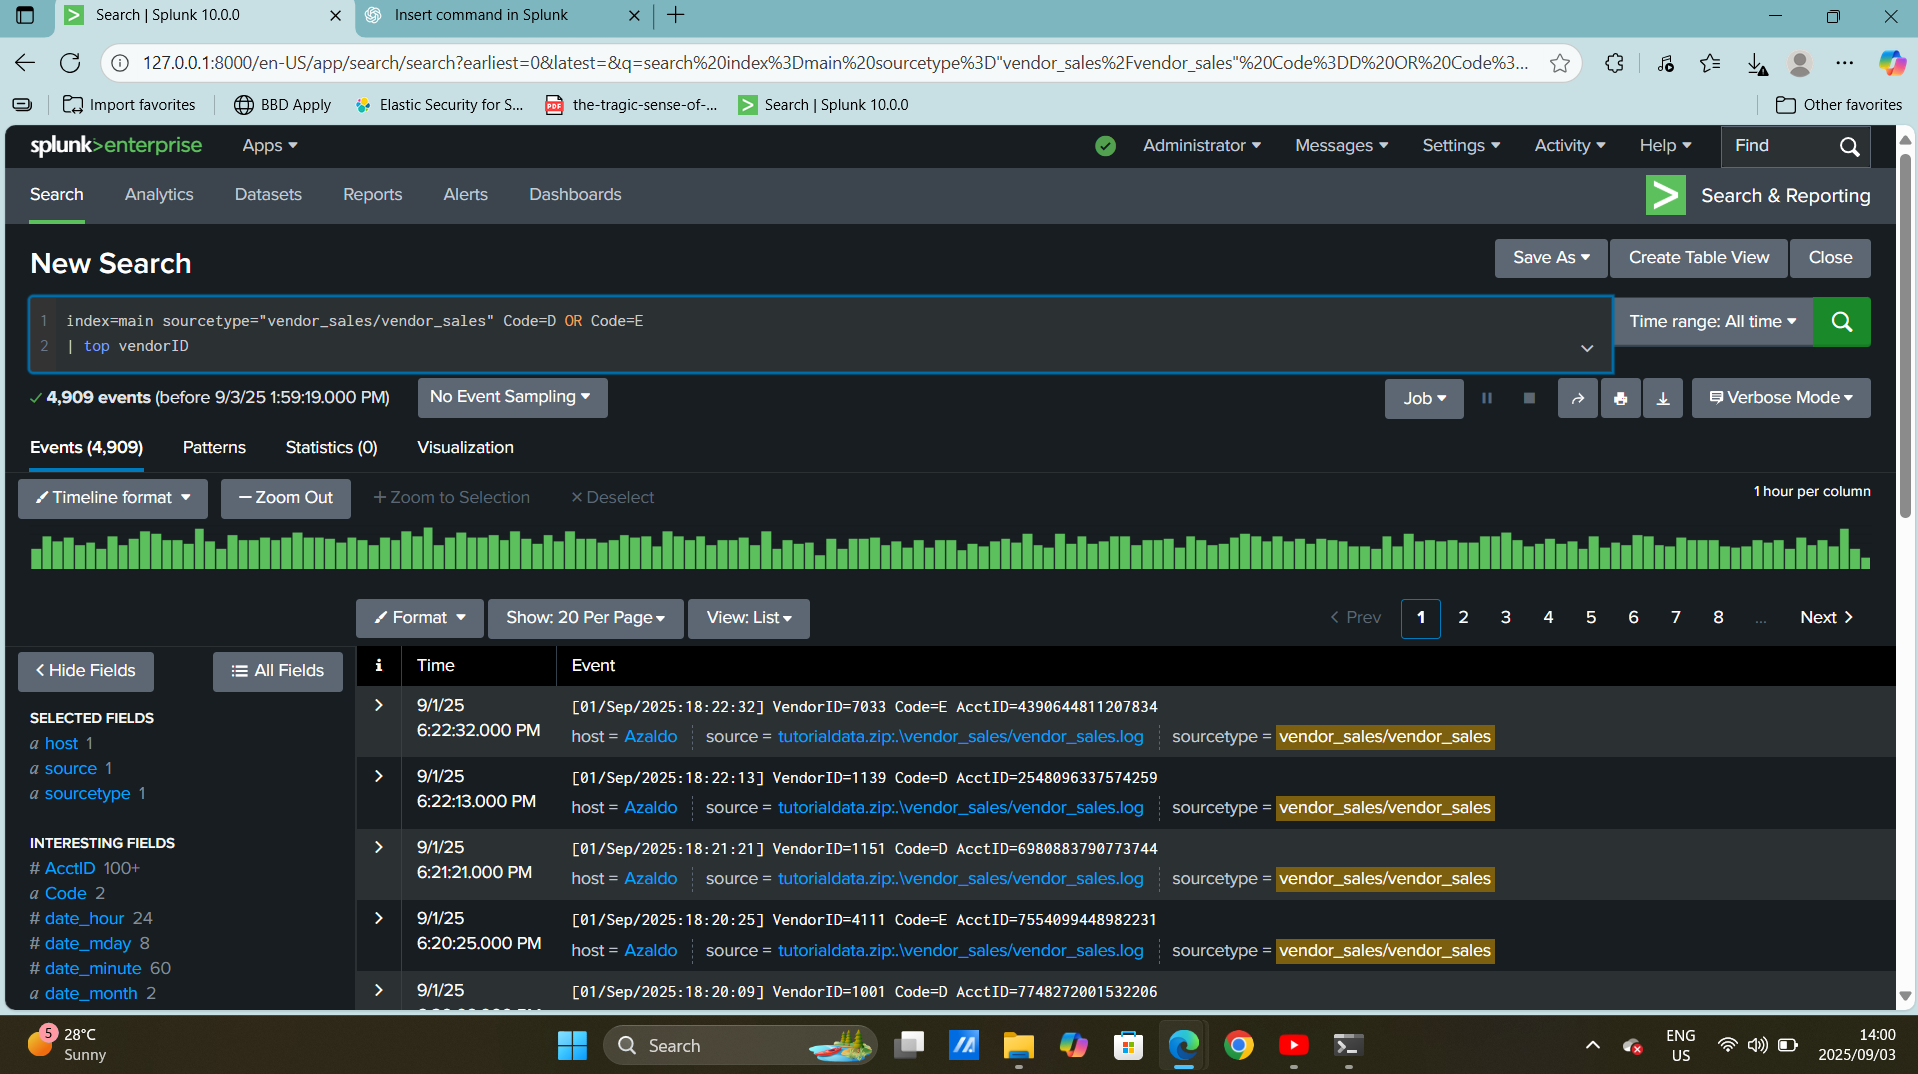 Search | Splunk 10.0.0
Insert command in Splunk
127.0.0.1:8000/en-US/app/search/search?earliest=0&latest=&q=search%20index%3Dmain%20sourcetype%3D"vendor_sales%2Fvendor_sales"%20Code%3DD%20OR%20Code%3...
Import favorites
BBD Apply
Elastic Security for S...
the-tragic-sense-of-...
Search | Splunk 10.0.0
Other favorites
splunk>enterprise
Apps
Administrator
Messages
Settings
Activity
Help
Find
Search
Analytics
Datasets
Reports
Alerts
Dashboards
Search & Reporting
New Search
Save As
Create Table View
Close
1 index=main sourcetype="vendor_sales/vendor_sales" Code=D OR Code=E
2 | top vendorID
Time range: All time
4,909 events (before 9/3/25 1:59:19.000 PM)
No Event Sampling
Job
Verbose Mode
Events (4,909)
Patterns
Statistics (0)
Visualization
Timeline format
Zoom Out
+ Zoom to Selection
× Deselect
1 hour per column
Format
Show: 20 Per Page
View: List
< Prev
1
2
3
4
5
6
7
8
...
Next >
< Hide Fields
All Fields
i
Time
Event
SELECTED FIELDS
a host 1
a source 1
a sourcetype 1
INTERESTING FIELDS
# AcctID 100+
a Code 2
# date_hour 24
# date_mday 8
# date_minute 60
a date_month 2
9/1/25
6:22:32.000 PM
[01/Sep/2025:18:22:32] VendorID=7033 Code=E AcctID=4390644811207834
host = Azaldo
source = tutorialdata.zip:.\vendor_sales/vendor_sales.log
sourcetype = vendor_sales/vendor_sales
9/1/25
6:22:13.000 PM
[01/Sep/2025:18:22:13] VendorID=1139 Code=D AcctID=2548096337574259
host = Azaldo
source = tutorialdata.zip:.\vendor_sales/vendor_sales.log
sourcetype = vendor_sales/vendor_sales
9/1/25
6:21:21.000 PM
[01/Sep/2025:18:21:21] VendorID=1151 Code=D AcctID=6980883790773744
host = Azaldo
source = tutorialdata.zip:.\vendor_sales/vendor_sales.log
sourcetype = vendor_sales/vendor_sales
9/1/25
6:20:25.000 PM
[01/Sep/2025:18:20:25] VendorID=4111 Code=E AcctID=7554099448982231
host = Azaldo
source = tutorialdata.zip:.\vendor_sales/vendor_sales.log
sourcetype = vendor_sales/vendor_sales
9/1/25
[01/Sep/2025:18:20:09] VendorID=1001 Code=D AcctID=7748272001532206
5
28°C
Sunny
Search
ENG
US
14:00
2025/09/03